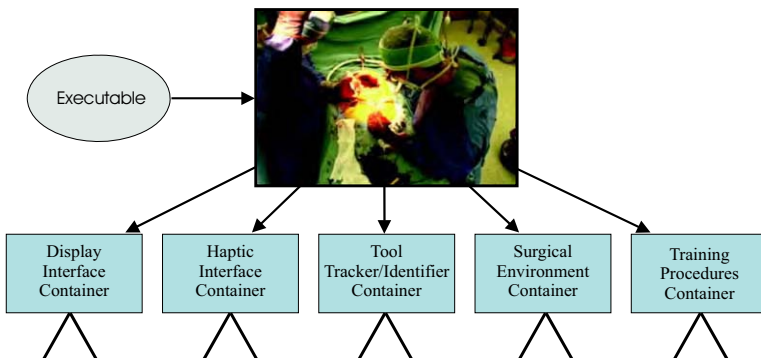 Executable
Display
Interface
Container
Haptic
Interface
Container
Tool
Tracker/Identifier
Container
Surgical
Environment
Container
Training
Procedures
Container